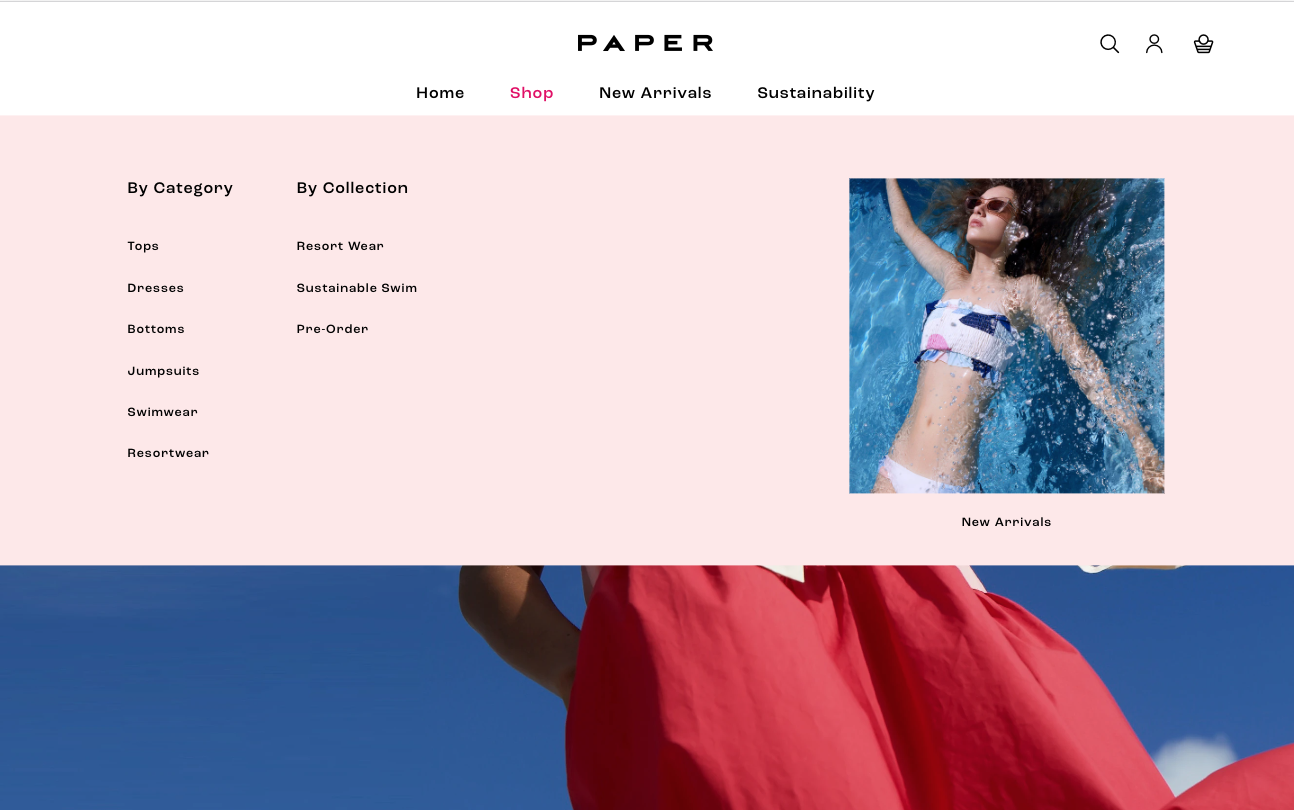 PAPER
Home
Shop
New Arrivals
Sustainability
By Category
Tops
Dresses
Bottoms
Jumpsuits
Swimwear
Resortwear
By Collection
Resort Wear
Sustainable Swim
Pre-Order
New Arrivals